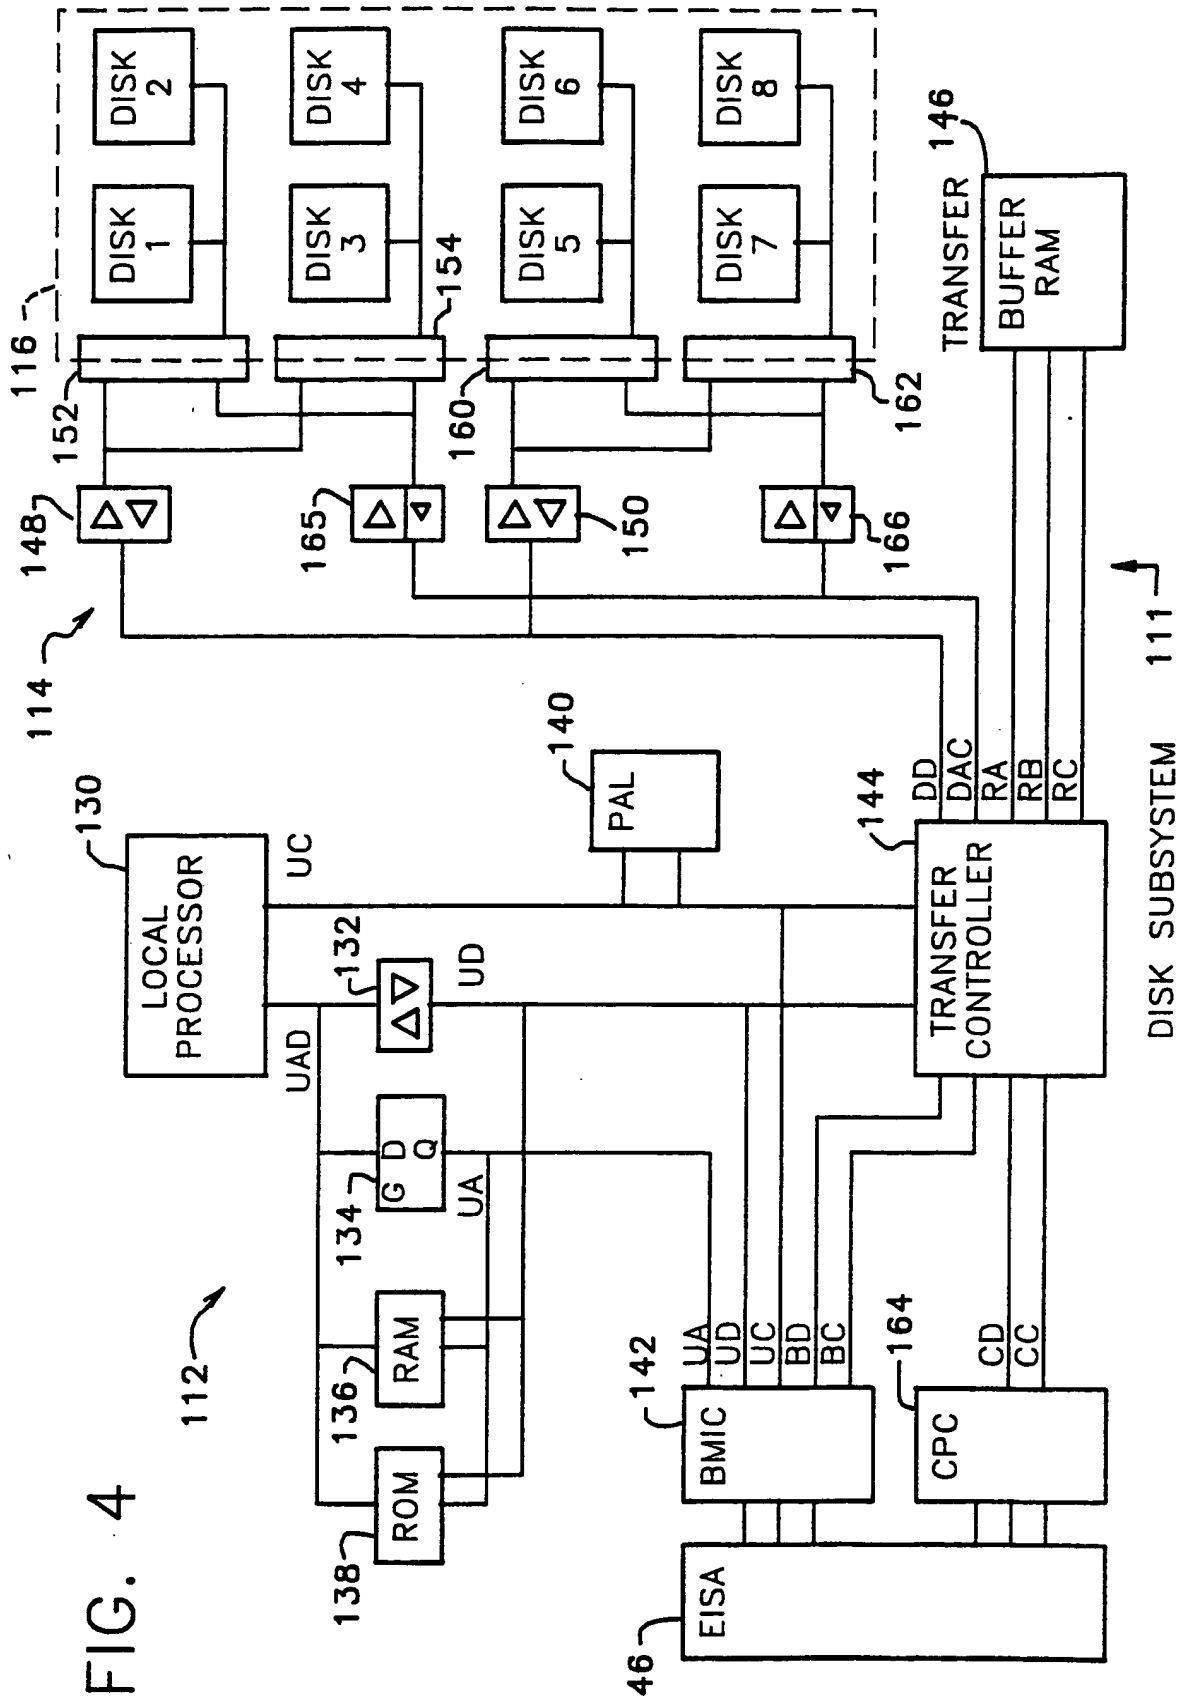 FIG. 4
112
114
116
LOCAL
PROCESSOR
130
UAD
UC
132
UD
134
G D
Q
UA
136
RAM
138
ROM
140
PAL
46
EISA
142
BMIC
UA
UD
UC
BD
BC
164
CPC
CD
CC
144
TRANSFER
CONTROLLER
DD
DAC
RA
RB
RC
148
165
150
166
152
154
160
162
DISK
1
DISK
2
DISK
3
DISK
4
DISK
5
DISK
6
DISK
7
DISK
8
TRANSFER 146
BUFFER
RAM
DISK SUBSYSTEM 111